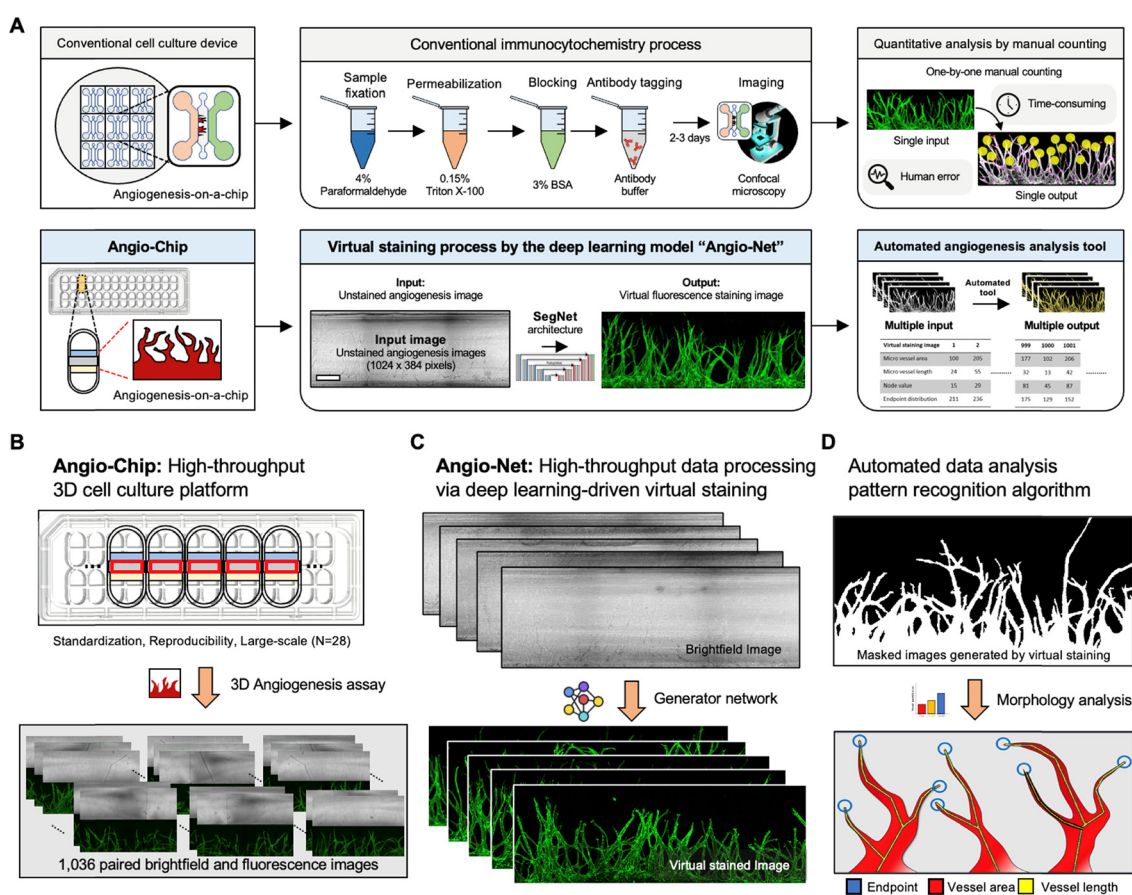 A
Conventional cell culture device
Angiogenesis-on-a-chip
Conventional immunocytochemistry process
Sample
fixation
Permeabilization
Blocking
Antibody tagging
Imaging
2-3 days
4%
Paraformaldehyde
0.15%
Triton X-100
3% BSA
Antibody
buffer
Confocal
microscopy
Quantitative analysis by manual counting
One-by-one manual counting
Time-consuming
Single input
Human error
Single output
Angio-Chip
Angiogenesis-on-a-chip
Virtual staining process by the deep learning model “Angio-Net”
Input:
Unstained angiogenesis image
Output:
Virtual fluorescence staining image
Input image
Unstained angiogenesis images
(1024 x 384 pixels)
SegNet
architecture
Automated angiogenesis analysis tool
Automated
tool
Multiple input
Multiple output
Virtual staining image 1 2 999 1000 1001
Micro vessel area 100 205 177 102 206
Micro vessel length 24 55 ......... 32 13 42 .........
Node value 15 29 81 45 87
Endpoint distribution 211 236 175 129 152
B
Angio-Chip: High-throughput
3D cell culture platform
Standardization, Reproducibility, Large-scale (N=28)
3D Angiogenesis assay
1,036 paired brightfield and fluorescence images
C
Angio-Net: High-throughput data processing
via deep learning-driven virtual staining
Brightfield Image
Generator network
Virtual stained Image
D
Automated data analysis
pattern recognition algorithm
Masked images generated by virtual staining
Morphology analysis
Endpoint Vessel area Vessel length